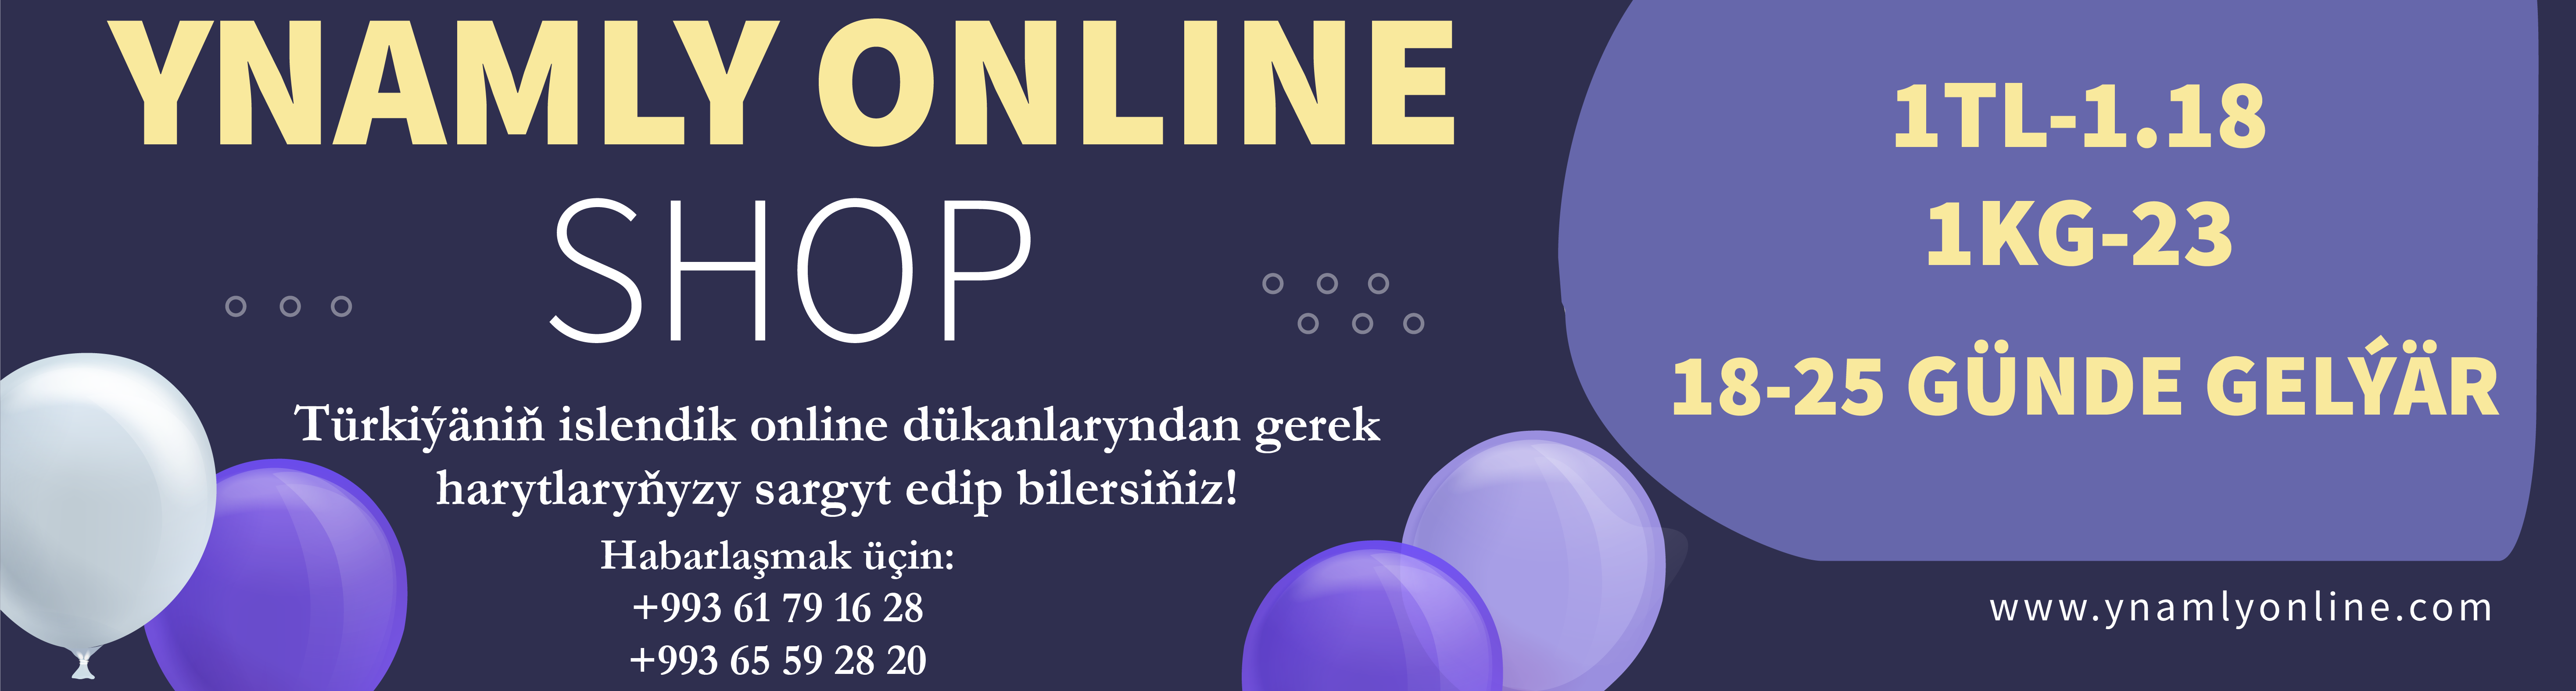 YNAMLY ONLINE
SHOP
Türkiýäniň islendik online dükanlaryndan gerek
harytlaryňyzy sargyt edip bilersiňiz!
Habarlaşmak üçin:
+993 61 79 16 28
+993 65 59 28 20
1TL-1.18
1KG-23
18-25 GÜNDE GELÝÄR
www.ynamlyonline.com